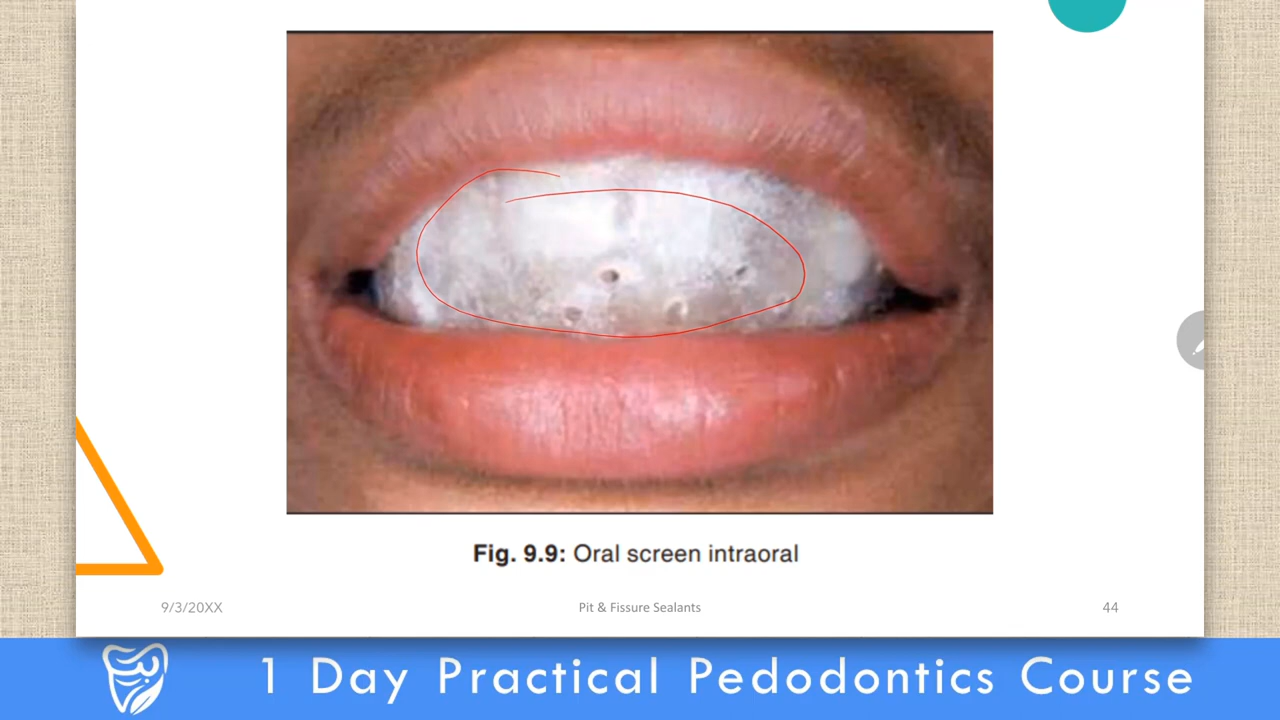 Fig. 9.9: Oral screen intraoral
9/3/20XX
Pit & Fissure Sealants
44
1 Day Practical Pedodontics Course